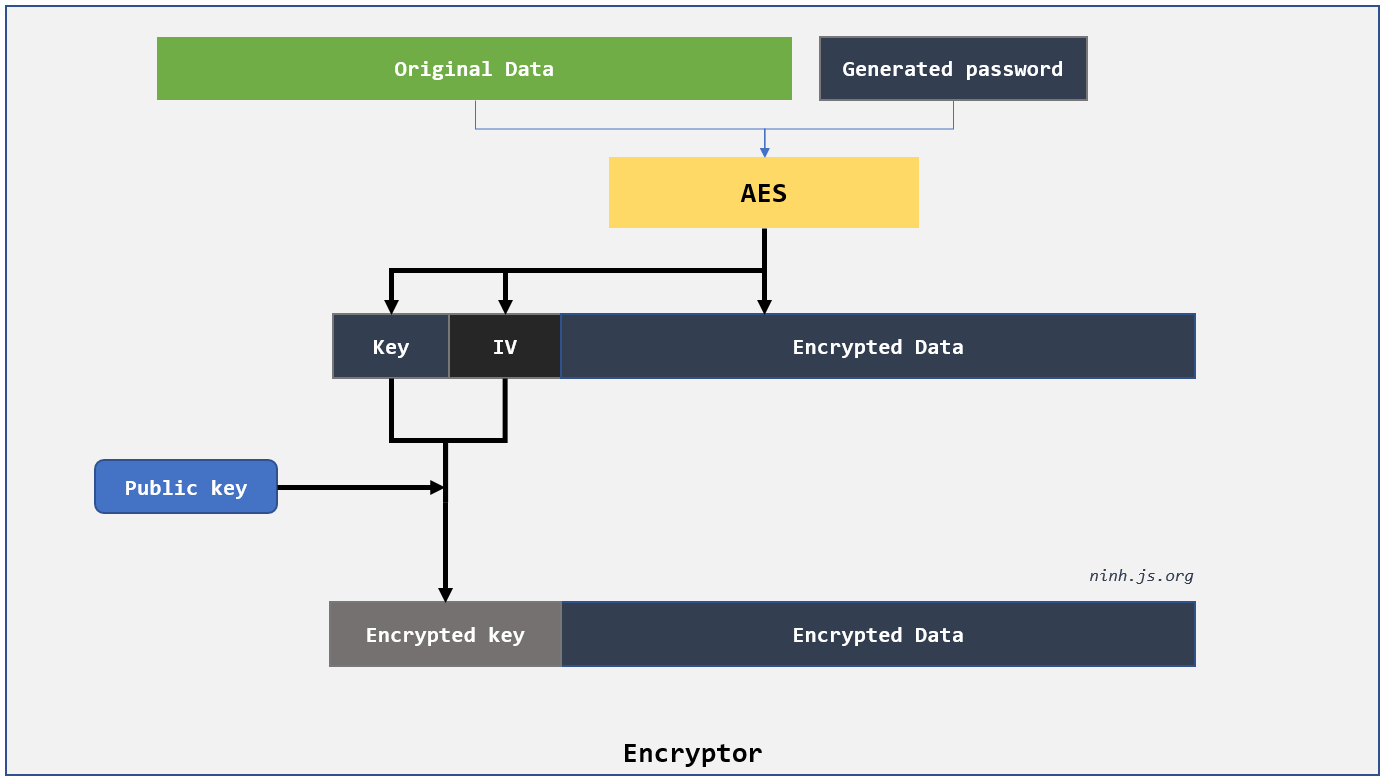 Original Data
Generated password
AES
Key
IV
Encrypted Data
Public key
ninh.js.org
Encrypted key
Encrypted Data
Encryptor